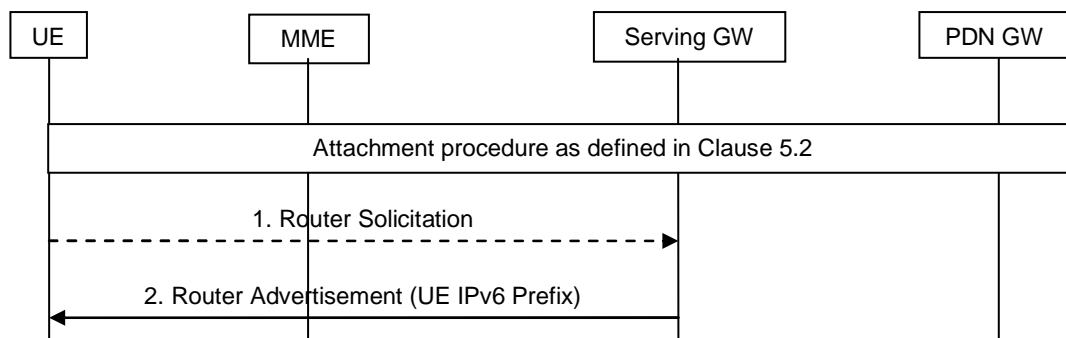 UE
MME
Serving GW
PDN GW
Attachment procedure as defined in Clause 5.2
1. Router Solicitation
2. Router Advertisement (UE IPv6 Prefix)